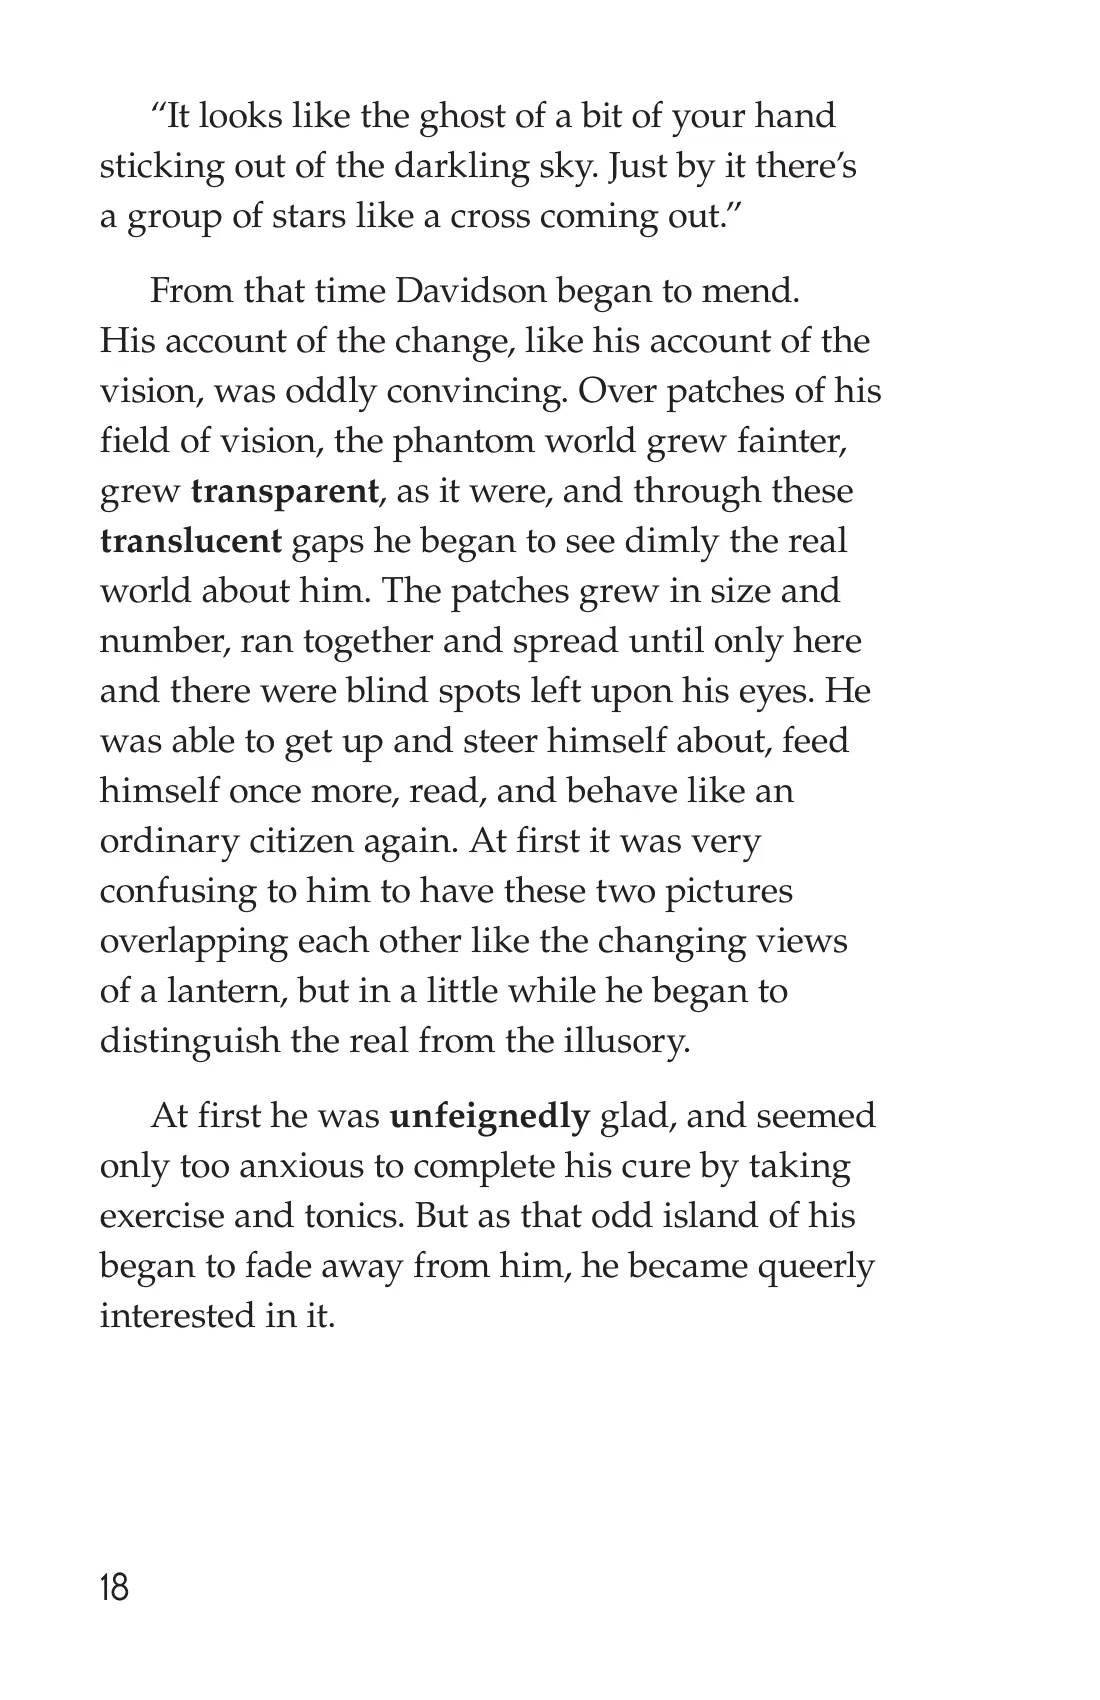 “It looks like the ghost of a bit of your hand
sticking out of the darkling sky. Just by it there’s
a group of stars like a cross coming out.”
From that time Davidson began to mend.
His account of the change, like his account of the
vision, was oddly convincing. Over patches of his
field of vision, the phantom world grew fainter,
grew transparent, as it were, and through these
translucent gaps he began to see dimly the real
world about him. The patches grew in size and
number, ran together and spread until only here
and there were blind spots left upon his eyes. He
was able to get up and steer himself about, feed
himself once more, read, and behave like an
ordinary citizen again. At first it was very
confusing to him to have these two pictures
overlapping each other like the changing views
of a lantern, but in a little while he began to
distinguish the real from the illusory.
At first he was unfeignedly glad, and seemed
only too anxious to complete his cure by taking
exercise and tonics. But as that odd island of his
began to fade away from him, he became queerly
interested in it.
18